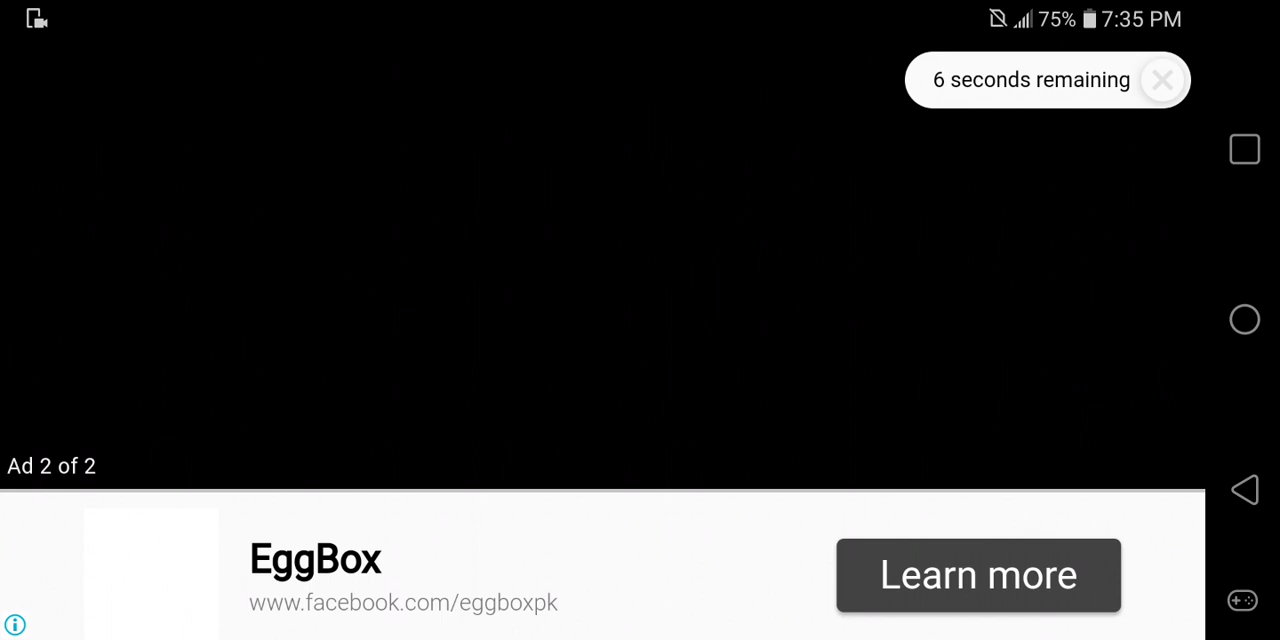 75% 7:35 PM
6 seconds remaining
Ad 2 of 2
EggBox
www.facebook.com/eggboxpk
Learn more